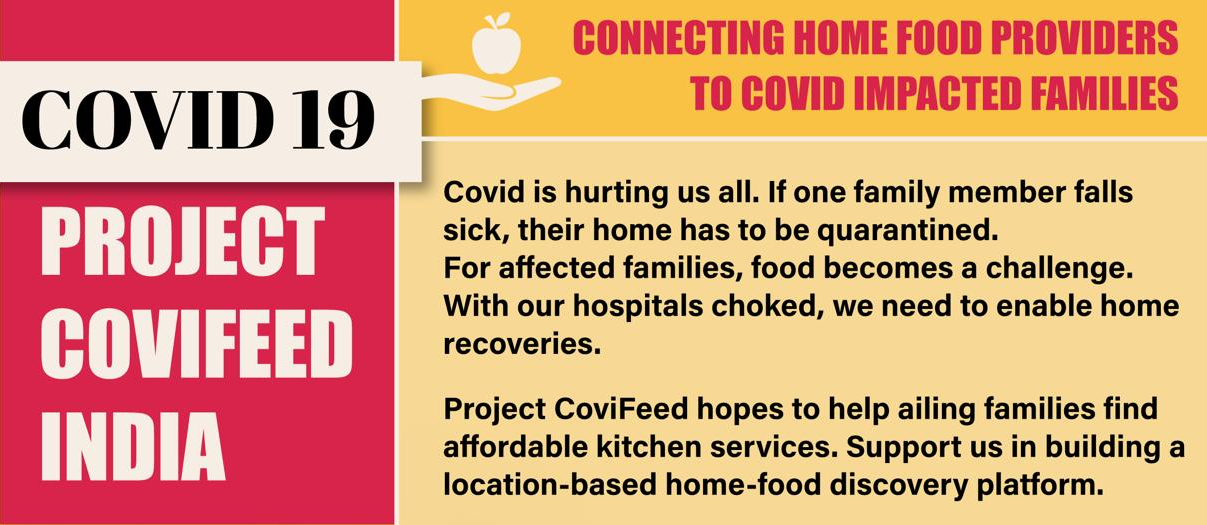 COVID 19
PROJECT
COVIFEED
INDIA
CONNECTING HOME FOOD PROVIDERS
TO COVID IMPACTED FAMILIES
Covid is hurting us all. If one family member falls
sick, their home has to be quarantined.
For affected families, food becomes a challenge.
With our hospitals choked, we need to enable home
recoveries.
Project CoviFeed hopes to help ailing families find
affordable kitchen services. Support us in building a
location-based home-food discovery platform.